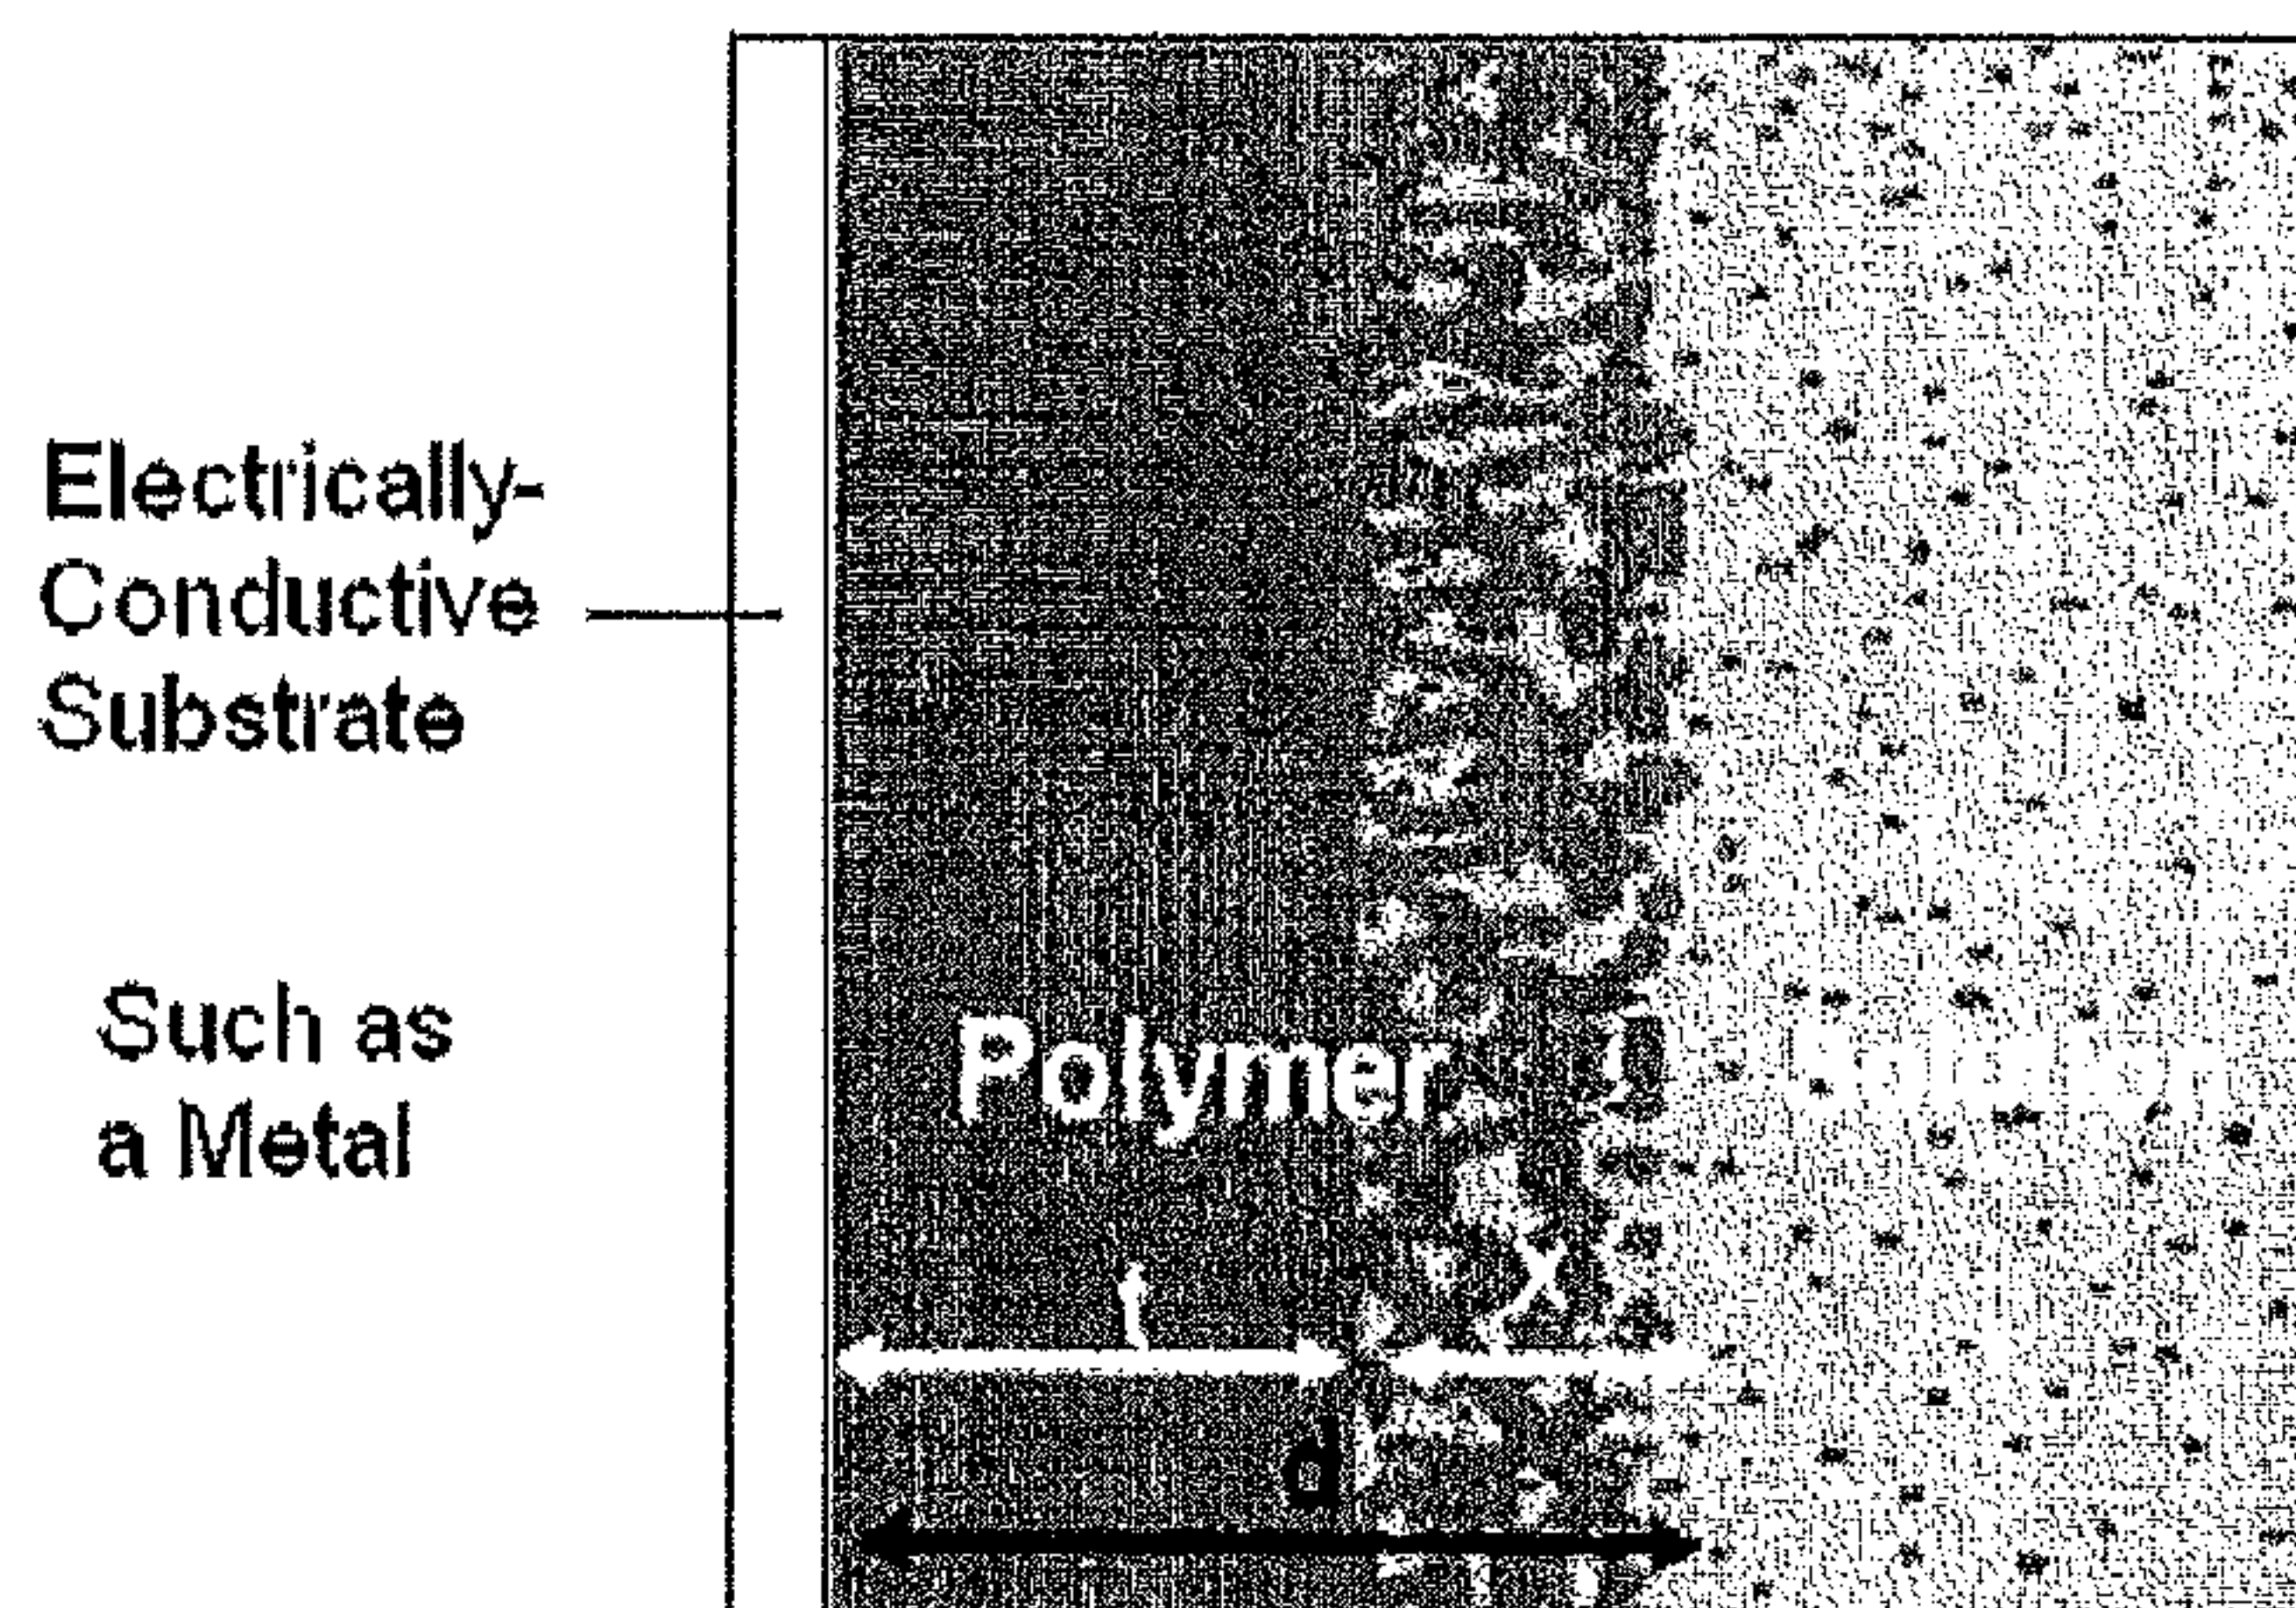 Electrically-
Conductive
Substrate
Such as
a Metal
Polymer
x
d